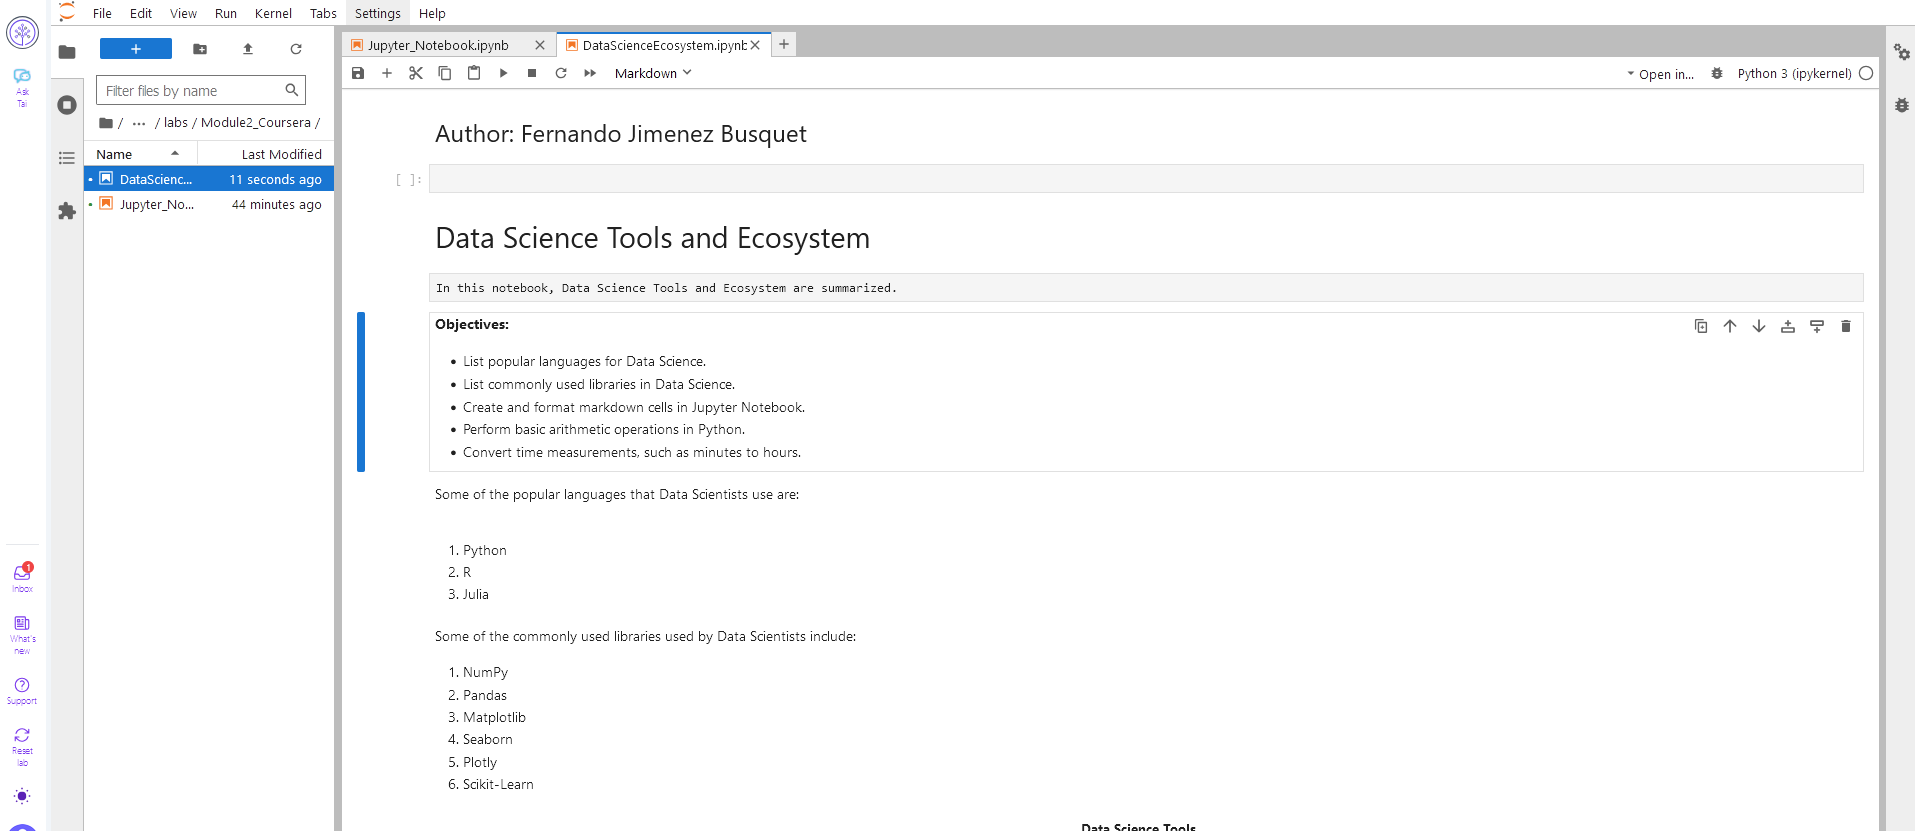 File Edit View Run Kernel Tabs Settings Help
Ask
Tai
Inbox
1
What's
new
Support
Reset
lab
Filter files by name
/ ... / labs / Module2_Coursera /
Name Last Modified
DataScienc... 11 seconds ago
Jupyter_No... 44 minutes ago
Jupyter_Notebook.ipynb
DataScienceEcosystem.ipynb
Markdown
Open in...
Python 3 (ipykernel)
Author: Fernando Jimenez Busquet
[ ]:
Data Science Tools and Ecosystem
In this notebook, Data Science Tools and Ecosystem are summarized.
Objectives:
• List popular languages for Data Science.
• List commonly used libraries in Data Science.
• Create and format markdown cells in Jupyter Notebook.
• Perform basic arithmetic operations in Python.
• Convert time measurements, such as minutes to hours.
Some of the popular languages that Data Scientists use are:
1. Python
2. R
3. Julia
Some of the commonly used libraries used by Data Scientists include:
1. NumPy
2. Pandas
3. Matplotlib
4. Seaborn
5. Plotly
6. Scikit-Learn
Data Science Tools